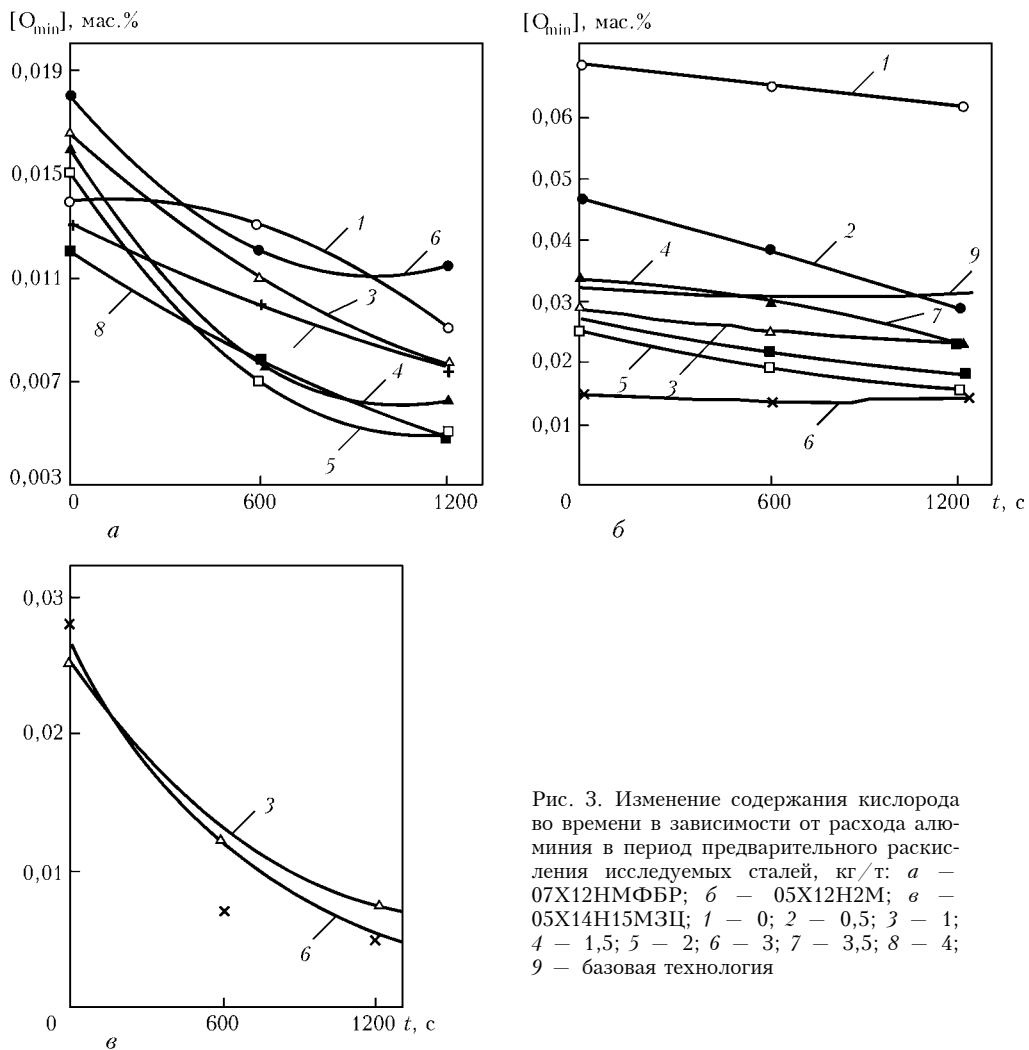 [O_min], мас.%
0,019
0,015
0,011
0,007
0,003
1
6
3
8
4
5
0
600
1200
а
[O_min], мас.%
0,06
0,05
0,04
0,03
0,02
0,01
1
2
4
9
7
5
3
6
0
600
1200 t, с
б
0,03
0,02
0,01
3
6
0
600
1200 t, с
в
Рис. 3. Изменение содержания кислорода
во времени в зависимости от расхода алю-
миния в период предварительного раскис-
ления исследуемых сталей, кг/т: а —
07Х12НМФБР; б — 05Х12Н2М; в —
05Х14Н15МЗЦ; 1 — 0; 2 — 0,5; 3 — 1;
4 — 1,5; 5 — 2; 6 — 3; 7 — 3,5; 8 — 4;
9 — базовая технология